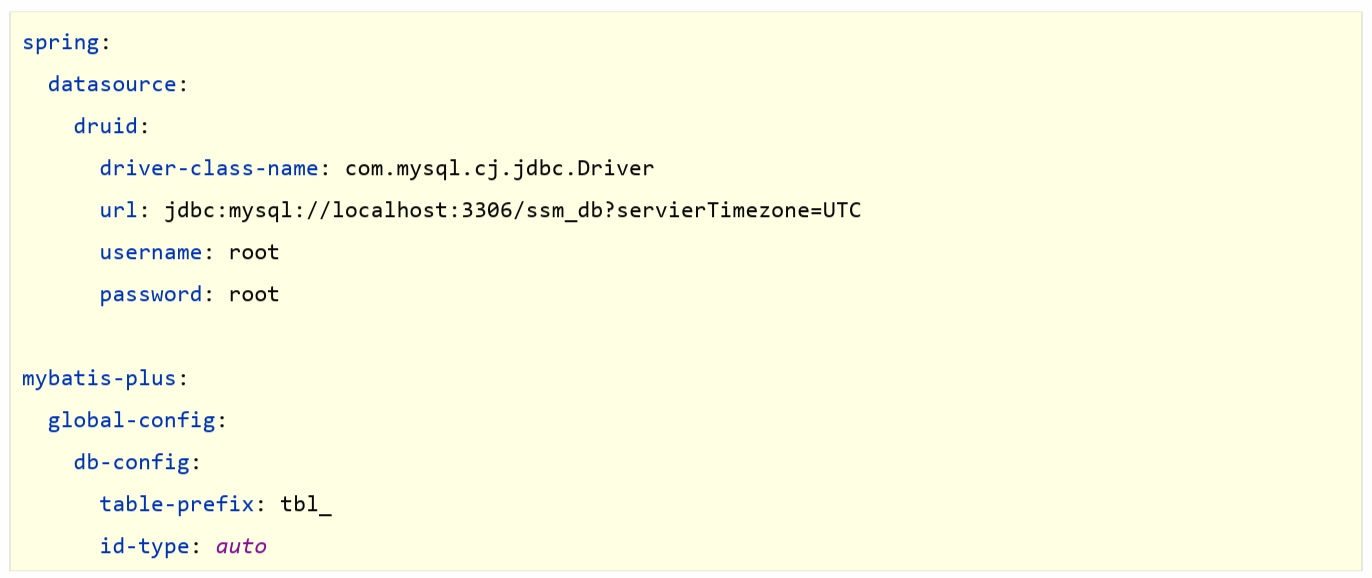 spring:
  datasource:
    druid:
      driver-class-name: com.mysql.cj.jdbc.Driver
      url: jdbc:mysql://localhost:3306/ssm_db?servierTimezone=UTC
      username: root
      password: root

mybatis-plus:
  global-config:
    db-config:
      table-prefix: tbl_
      id-type: auto